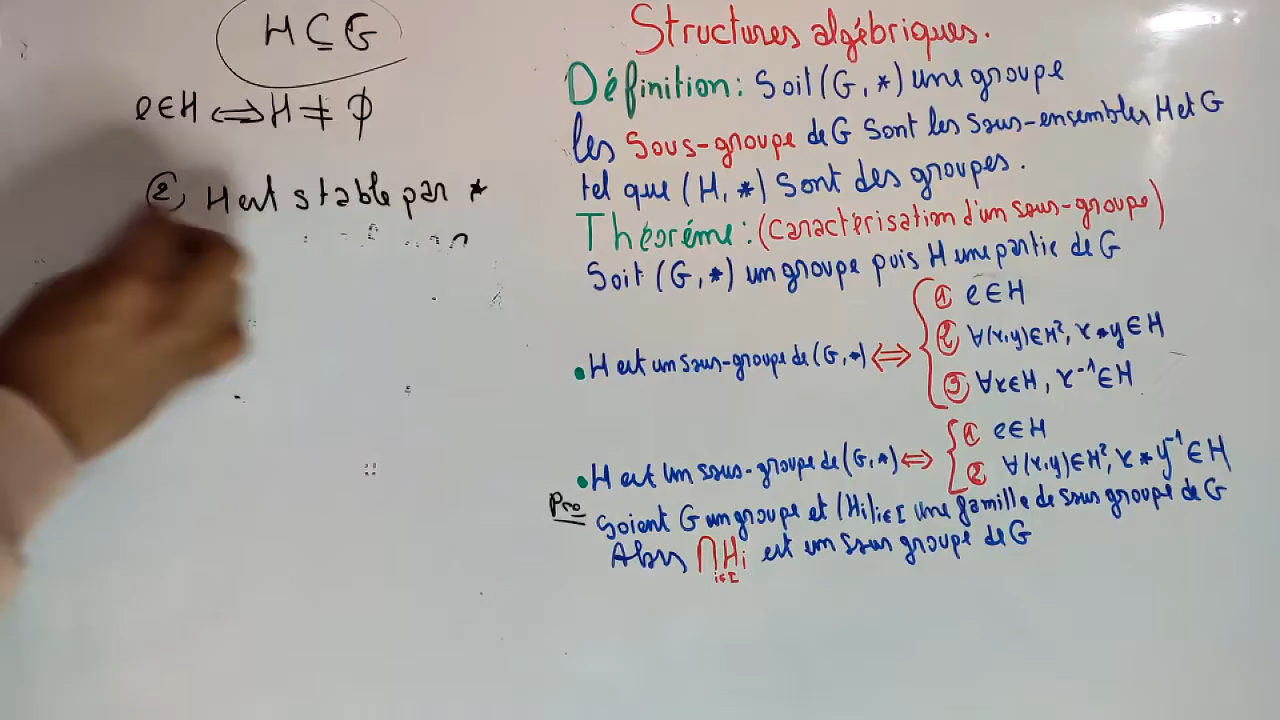 H ⊆ G
e∈H ⟺ H ≠ ∅
② H est stable par *
Structures algébriques.
Définition : Soit (G, *) une groupe
les Sous-groupe de G sont les sous-ensembles H et G
tel que (H, *) sont des groupes.
Théoréme : (Caractérisation d'un sous-groupe)
Soit (G, *) un groupe puis H une partie de G
① e∈H
② ∀(x,y)∈H², x * y ∈ H
• H est un sous-groupe de (G, *) ⟺
③ ∀x∈H, x⁻¹∈H
① e∈H
• H est un sous-groupe de (G, *) ⟺ ② ∀(x,y)∈H², x * y⁻¹ ∈ H
Pro Soient G un groupe et (Hi)i∈I une famille de sous groupe de G
Alors ∩Hi est un sous groupe de G
i∈I